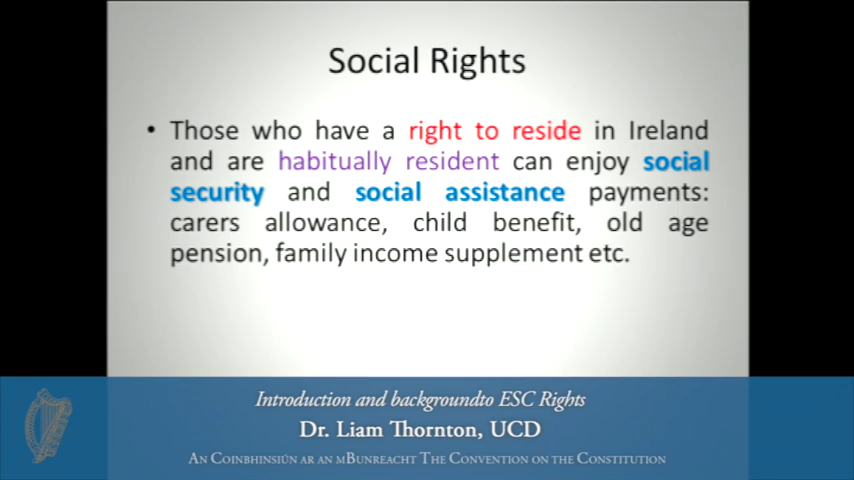 Social Rights
• Those who have a right to reside in Ireland
and are habitually resident can enjoy social
security and social assistance payments:
carers allowance, child benefit, old age
pension, family income supplement etc.
Introduction and backgroundto ESC Rights
Dr. Liam Thornton, UCD
An Coinbhinsiún ar an mBunreacht The Convention on the Constitution